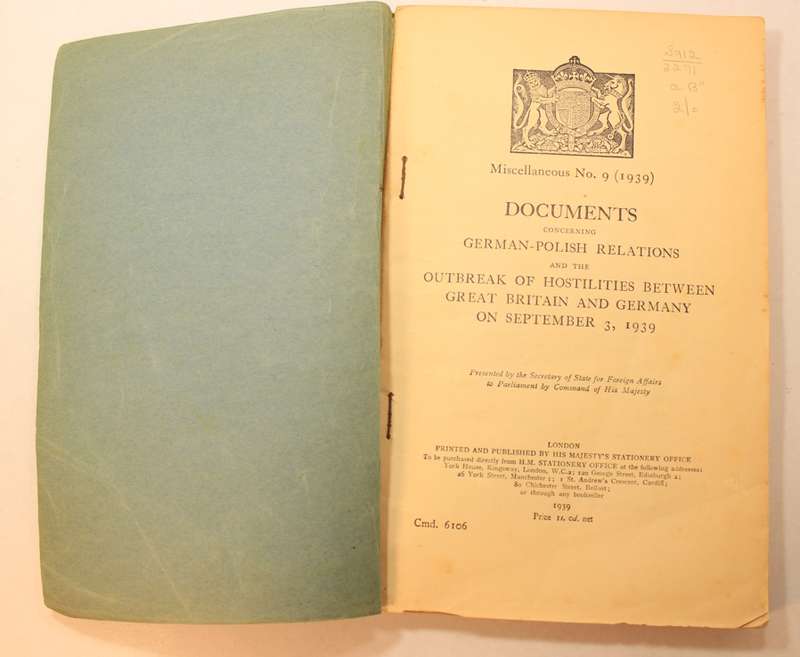 3912
2291
a B"
2/=
Miscellaneous No. 9 (1939)
DOCUMENTS
CONCERNING
GERMAN-POLISH RELATIONS
AND THE
OUTBREAK OF HOSTILITIES BETWEEN
GREAT BRITAIN AND GERMANY
ON SEPTEMBER 3, 1939
Presented by the Secretary of State for Foreign Affairs
to Parliament by Command of His Majesty
LONDON
PRINTED AND PUBLISHED BY HIS MAJESTY'S STATIONERY OFFICE
To be purchased directly from H.M. STATIONERY OFFICE at the following addresses:
York House, Kingsway, London, W.C.2; 120 George Street, Edinburgh 2;
26 York Street, Manchester 1; 1 St. Andrew's Crescent, Cardiff;
80 Chichester Street, Belfast;
or through any bookseller
1939
Price 1s. 0d. net
Cmd. 6106